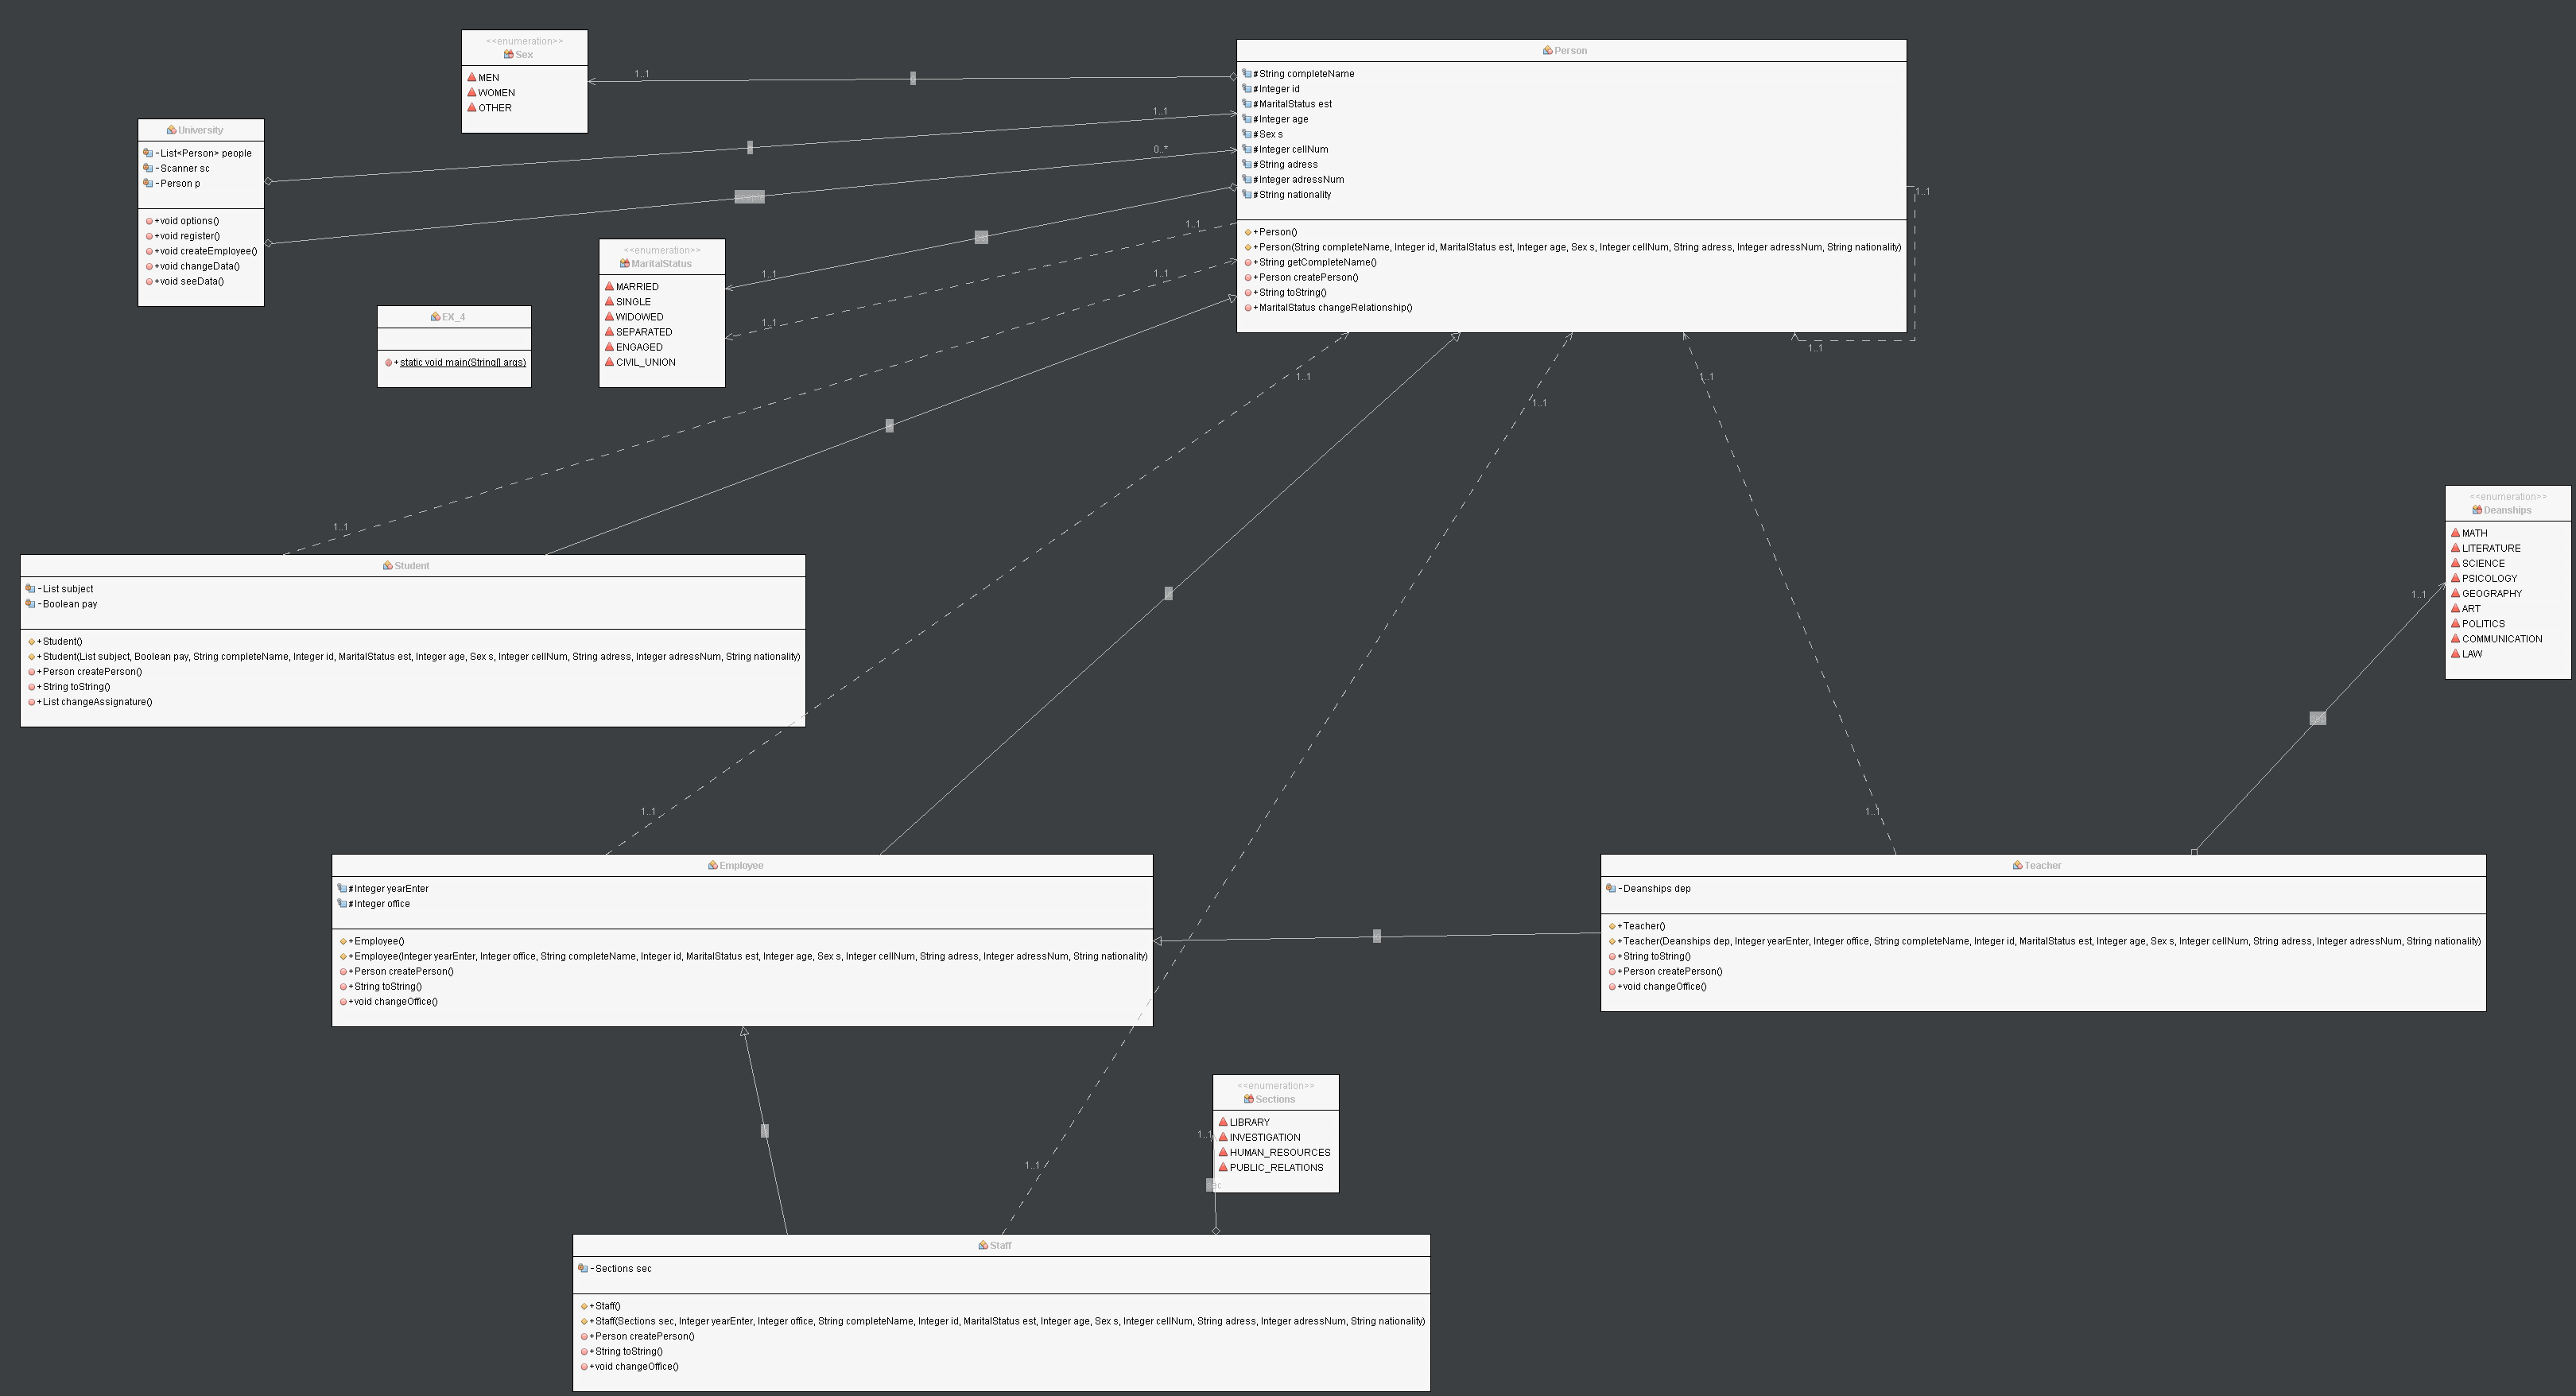 <<enumeration>>
Sex
MEN
WOMEN
OTHER
University
-List<Person> people
-Scanner sc
-Person p
+void options()
+void register()
+void createEmployee()
+void changeData()
+void seeData()
<<enumeration>>
MaritalStatus
MARRIED
SINGLE
WIDOWED
SEPARATED
ENGAGED
CIVIL_UNION
EX_4
+static void main(String[] args)
Person
#String completeName
#Integer id
#MaritalStatus est
#Integer age
#Sex s
#Integer cellNum
#String adress
#Integer adressNum
#String nationality
+Person()
+Person(String completeName, Integer id, MaritalStatus est, Integer age, Sex s, Integer cellNum, String adress, Integer adressNum, String nationality)
+String getCompleteName()
+Person createPerson()
+String toString()
+MaritalStatus changeRelationship()
1..1
1..1
0..*
1..1
1..1
1..1
1..1
1..1
1..1
1..1
1..1
1..1
1..1
1..1
Student
-List subject
-Boolean pay
+Student()
+Student(List subject, Boolean pay, String completeName, Integer id, MaritalStatus est, Integer age, Sex s, Integer cellNum, String adress, Integer adressNum, String nationality)
+Person createPerson()
+String toString()
+List changeAssignature()
<<enumeration>>
Deanships
MATH
LITERATURE
SCIENCE
PSICOLOGY
GEOGRAPHY
ART
POLITICS
COMMUNICATION
LAW
1..1
1..1
1..1
Employee
#Integer yearEnter
#Integer office
+Employee()
+Employee(Integer yearEnter, Integer office, String completeName, Integer id, MaritalStatus est, Integer age, Sex s, Integer cellNum, String adress, Integer adressNum, String nationality)
+Person createPerson()
+String toString()
+void changeOffice()
Teacher
-Deanships dep
+Teacher()
+Teacher(Deanships dep, Integer yearEnter, Integer office, String completeName, Integer id, MaritalStatus est, Integer age, Sex s, Integer cellNum, String adress, Integer adressNum, String nationality)
+String toString()
+Person createPerson()
+void changeOffice()
<<enumeration>>
Sections
LIBRARY
INVESTIGATION
HUMAN_RESOURCES
PUBLIC_RELATIONS
1..1
1..1
Staff
-Sections sec
+Staff()
+Staff(Sections sec, Integer yearEnter, Integer office, String completeName, Integer id, MaritalStatus est, Integer age, Sex s, Integer cellNum, String adress, Integer adressNum, String nationality)
+Person createPerson()
+String toString()
+void changeOffice()